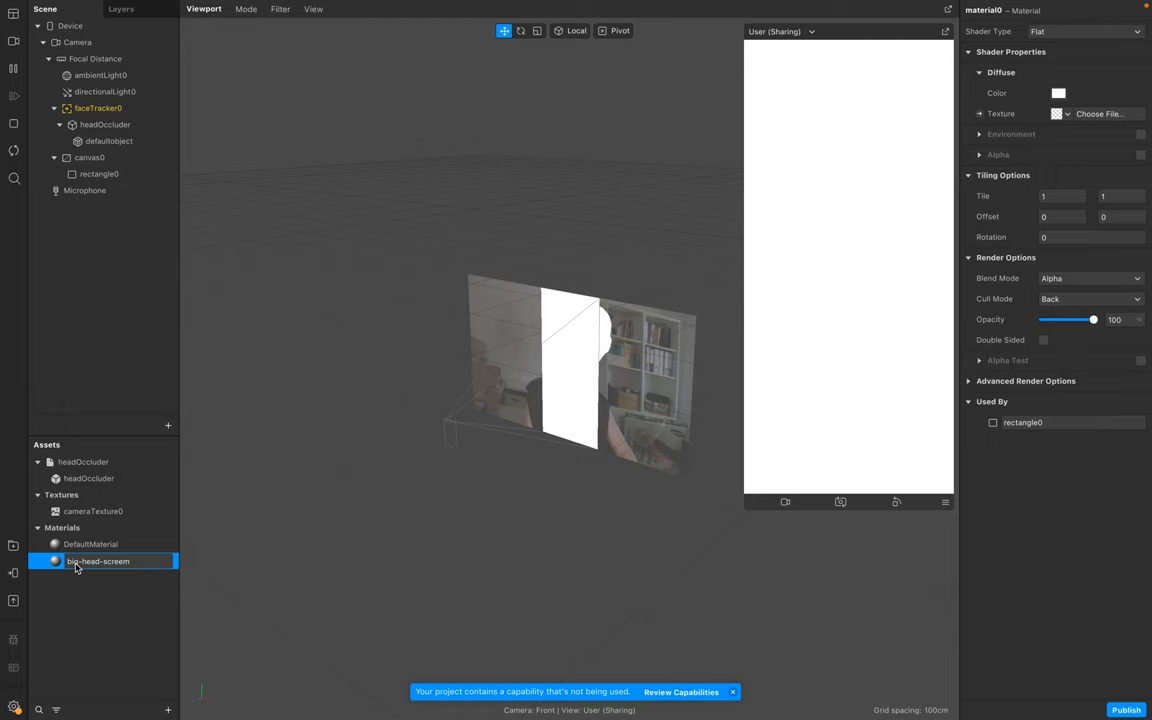 Scene
Layers
Viewport
Mode
Filter
View
material0 – Material
Device
Camera
Focal Distance
ambientLight0
directionalLight0
faceTracker0
headOccluder
defaultobject
canvas0
rectangle0
Microphone
Local
Pivot
User (Sharing)
Shader Type
Flat
Shader Properties
Diffuse
Color
Texture
Choose File...
Environment
Alpha
Tiling Options
Tile
1
1
Offset
0
0
Rotation
0
Render Options
Blend Mode
Alpha
Cull Mode
Back
Opacity
100
%
Double Sided
Alpha Test
Advanced Render Options
Used By
rectangle0
Assets
headOccluder
headOccluder
Textures
cameraTexture0
Materials
DefaultMaterial
big-head-screem
Your project contains a capability that's not being used.
Review Capabilities
Camera: Front | View: User (Sharing)
Grid spacing: 100cm
Publish